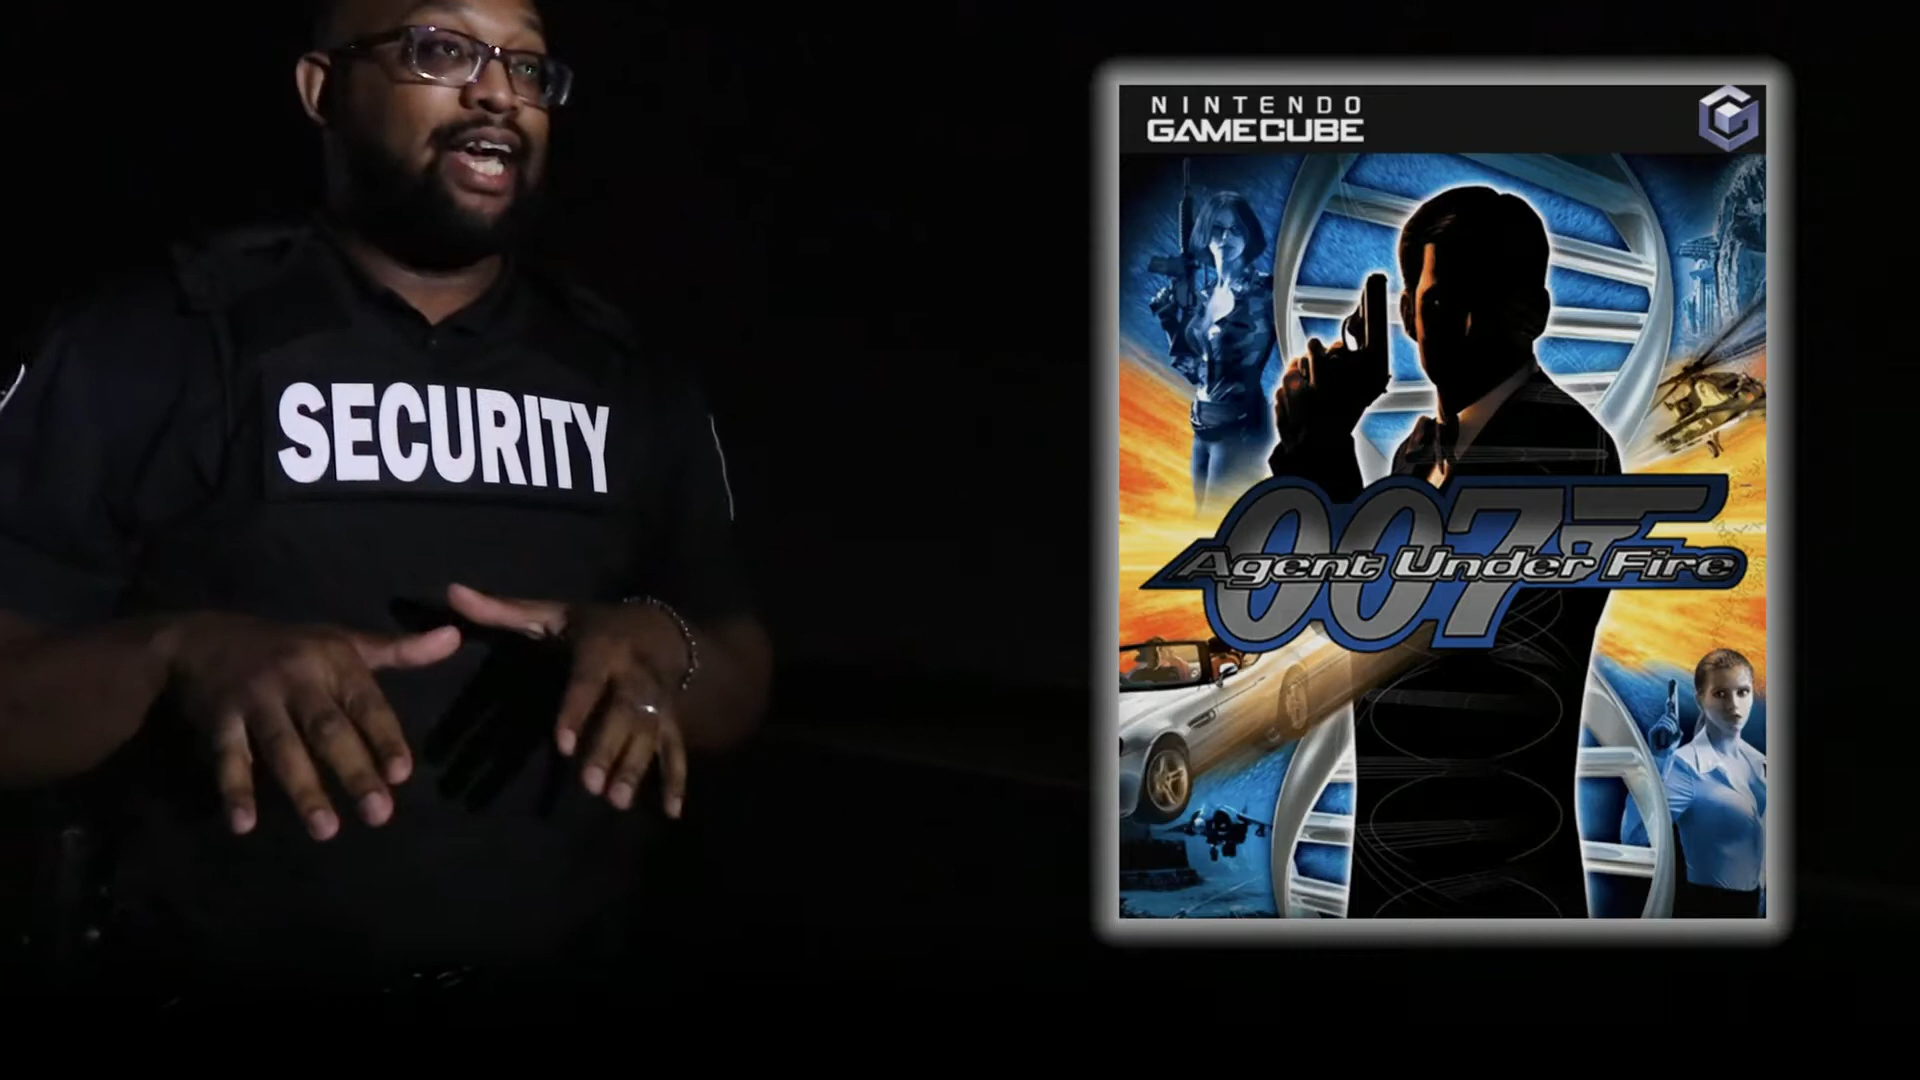 SECURITY
NINTENDO
GAMECUBE
007
Agent Under Fire